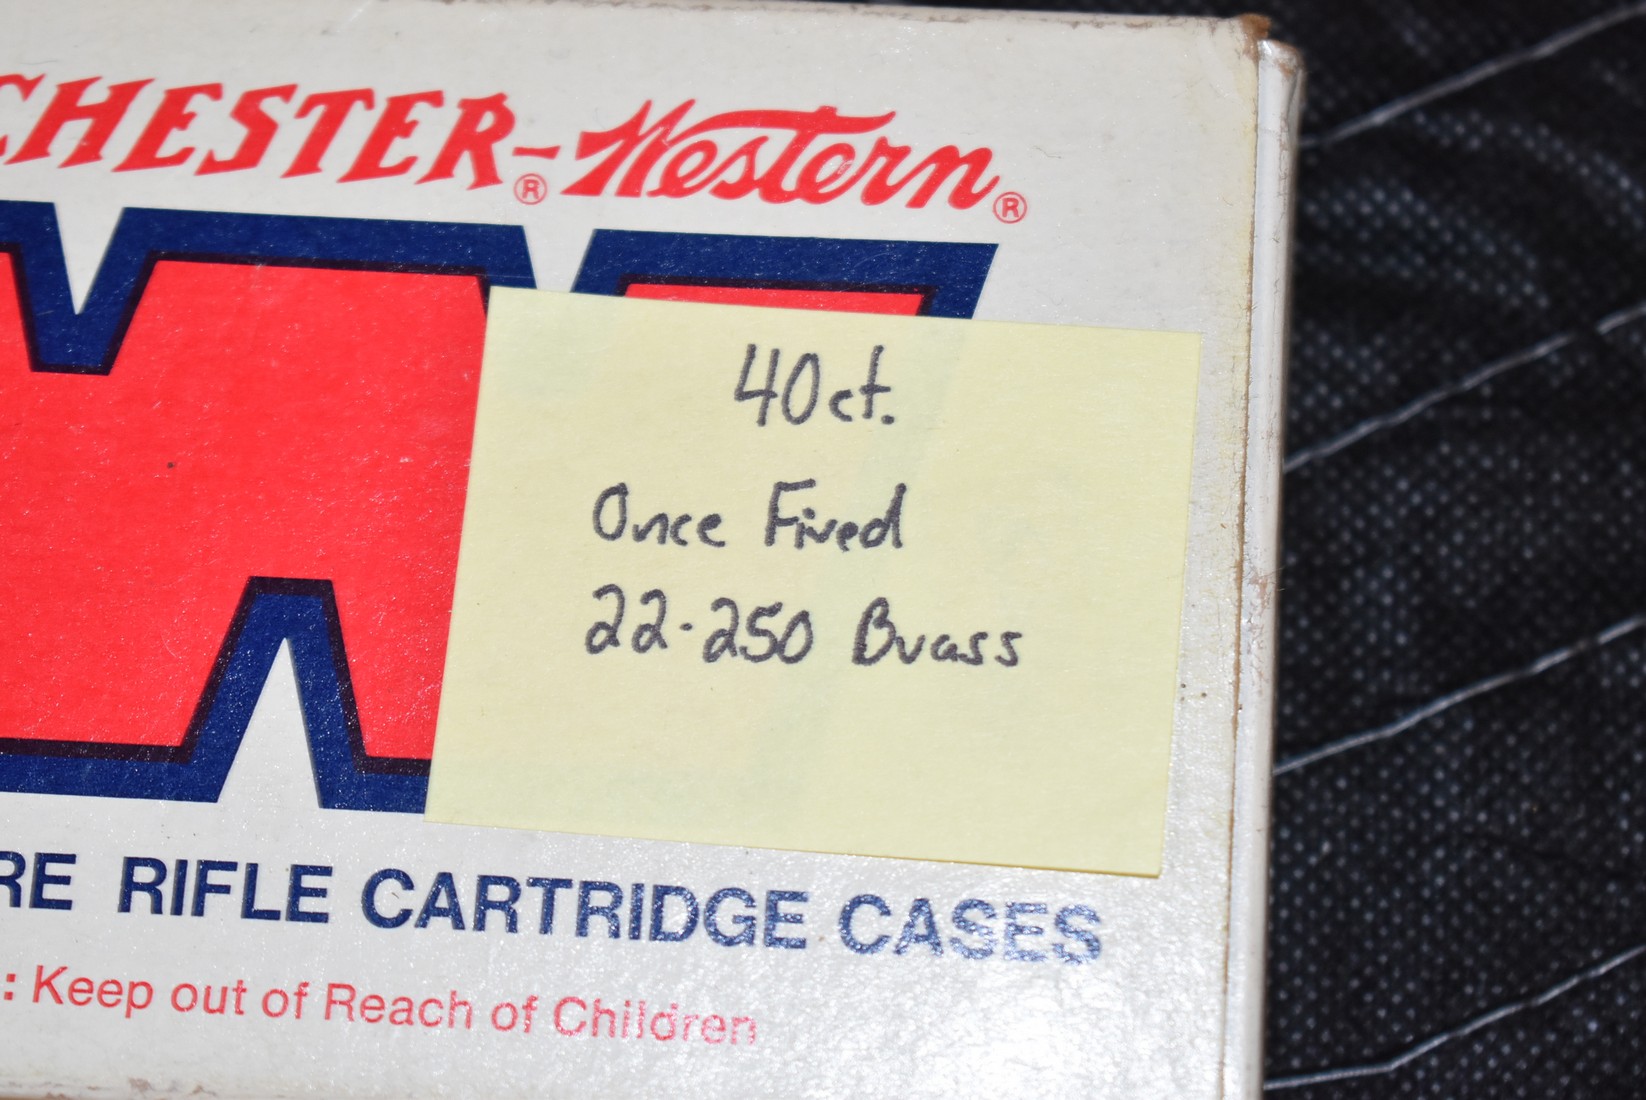 CHESTER®-Western®
40ct.
Once Fired
22-250 Brass
RE RIFLE CARTRIDGE CASES
: Keep out of Reach of Children